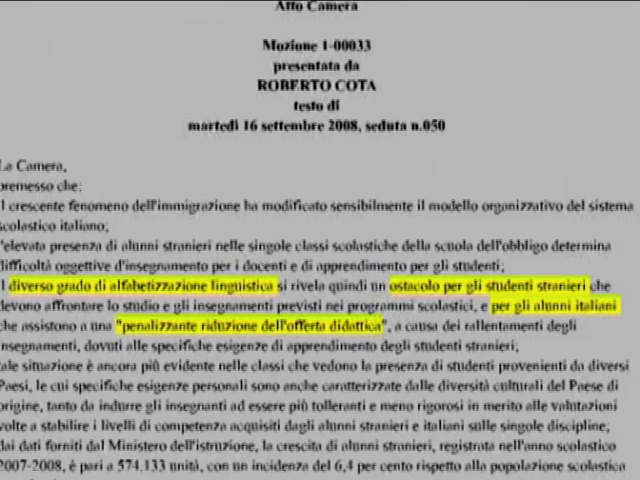 Atto Camera
Mozione 1-00033
presentata da
ROBERTO COTA
testo di
martedì 16 settembre 2008, seduta n.050
La Camera,
premesso che:
il crescente fenomeno dell'immigrazione ha modificato sensibilmente il modello organizzativo del sistema
scolastico italiano;
l'elevata presenza di alunni stranieri nelle singole classi scolastiche della scuola dell'obbligo determina
difficoltà oggettive d'insegnamento per i docenti e di apprendimento per gli studenti;
il diverso grado di alfabetizzazione linguistica si rivela quindi un ostacolo per gli studenti stranieri che
devono affrontare lo studio e gli insegnamenti previsti nei programmi scolastici, e per gli alunni italiani
che assistono a una "penalizzante riduzione dell'offerta didattica", a causa dei rallentamenti degli
insegnamenti, dovuti alle specifiche esigenze di apprendimento degli studenti stranieri;
tale situazione è ancora più evidente nelle classi che vedono la presenza di studenti provenienti da diversi
Paesi, le cui specifiche esigenze personali sono anche caratterizzate dalle diversità culturali del Paese di
origine, tanto da indurre gli insegnanti ad essere più tolleranti e meno rigorosi in merito alle valutazioni
volte a stabilire i livelli di competenza acquisiti dagli alunni stranieri e italiani sulle singole discipline;
dai dati forniti dal Ministero dell'istruzione, la crescita di alunni stranieri, registrata nell'anno scolastico
2007-2008, è pari a 574.133 unità, con un incidenza del 6,4 per cento rispetto alla popolazione scolastica